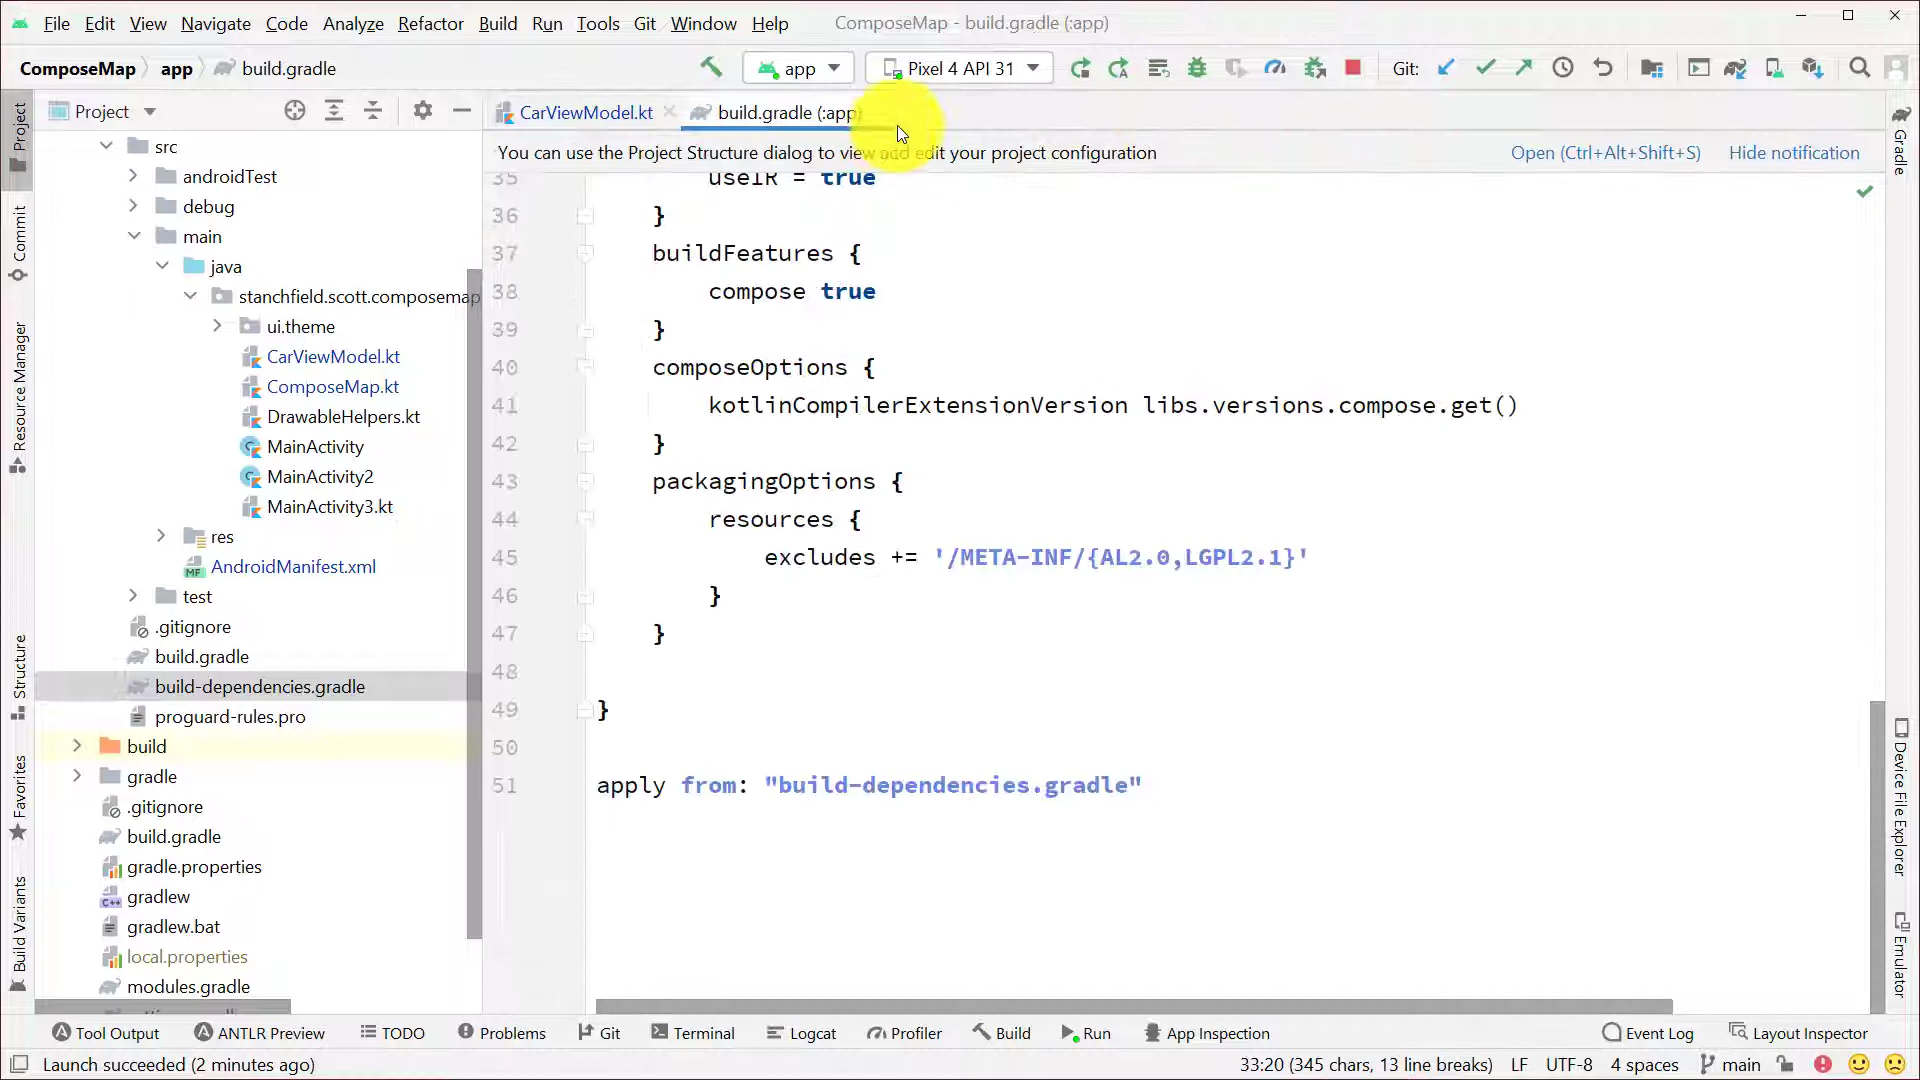 File Edit View Navigate Code Analyze Refactor Build Run Tools Git Window Help ComposeMap - build.gradle (:app)
ComposeMap app build.gradle app Pixel 4 API 31 Git:
Project
CarViewModel.kt build.gradle (:app)
You can use the Project Structure dialog to view and edit your project configuration Open (Ctrl+Alt+Shift+S) Hide notification
src
androidTest
debug
main
java
stanchfield.scott.composemap
ui.theme
CarViewModel.kt
ComposeMap.kt
DrawableHelpers.kt
MainActivity
MainActivity2
MainActivity3.kt
res
AndroidManifest.xml
test
.gitignore
build.gradle
build-dependencies.gradle
proguard-rules.pro
build
gradle
.gitignore
build.gradle
gradle.properties
gradlew
gradlew.bat
local.properties
modules.gradle
35 useIR = true
36 }
37 buildFeatures {
38 compose true
39 }
40 composeOptions {
41 kotlinCompilerExtensionVersion libs.versions.compose.get()
42 }
43 packagingOptions {
44 resources {
45 excludes += '/META-INF/{AL2.0,LGPL2.1}'
46 }
47 }
48
49 }
50
51 apply from: "build-dependencies.gradle"
Project
Commit
Resource Manager
Structure
Favorites
Build Variants
Gradle
Device File Explorer
Emulator
Tool Output ANTLR Preview TODO Problems Git Terminal Logcat Profiler Build Run App Inspection Event Log Layout Inspector
Launch succeeded (2 minutes ago) 33:20 (345 chars, 13 line breaks) LF UTF-8 4 spaces main